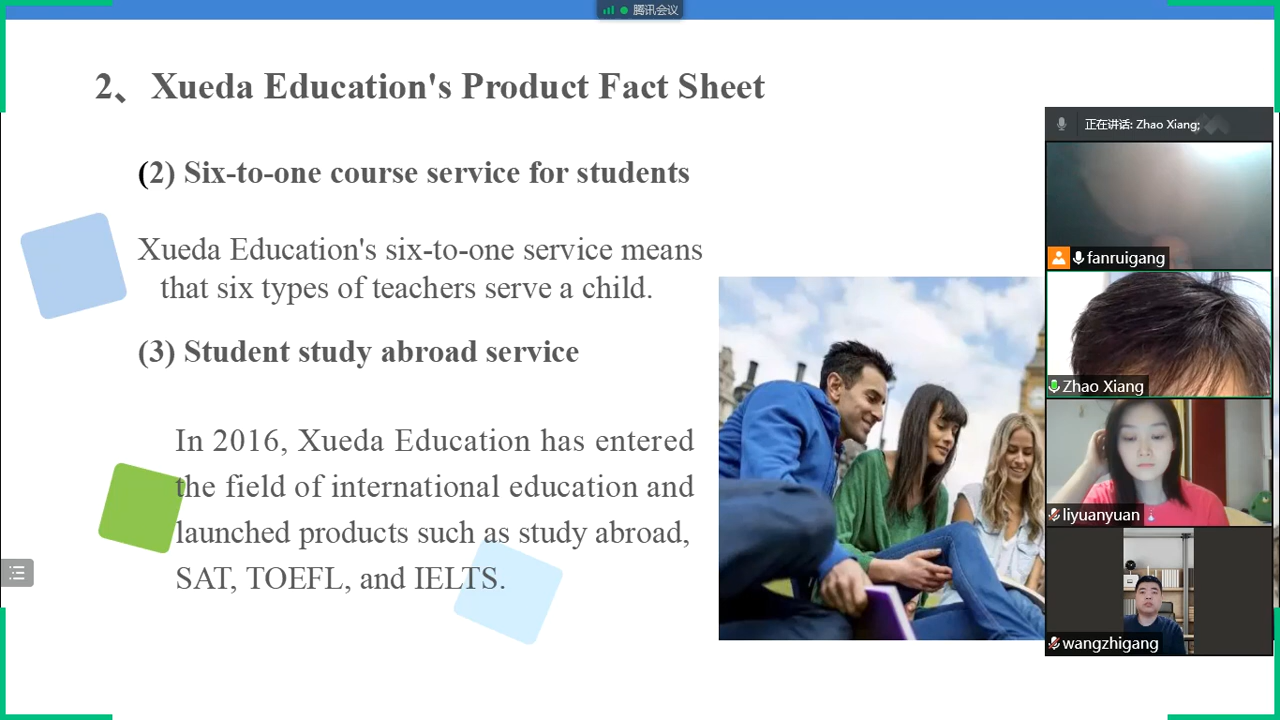 腾讯会议
2、 Xueda Education's Product Fact Sheet
(2) Six-to-one course service for students
Xueda Education's six-to-one service means
that six types of teachers serve a child.
(3) Student study abroad service
In 2016, Xueda Education has entered
the field of international education and
launched products such as study abroad,
SAT, TOEFL, and IELTS.
正在讲话: Zhao Xiang;
fanruigang
Zhao Xiang
liyuanyuan
wangzhigang